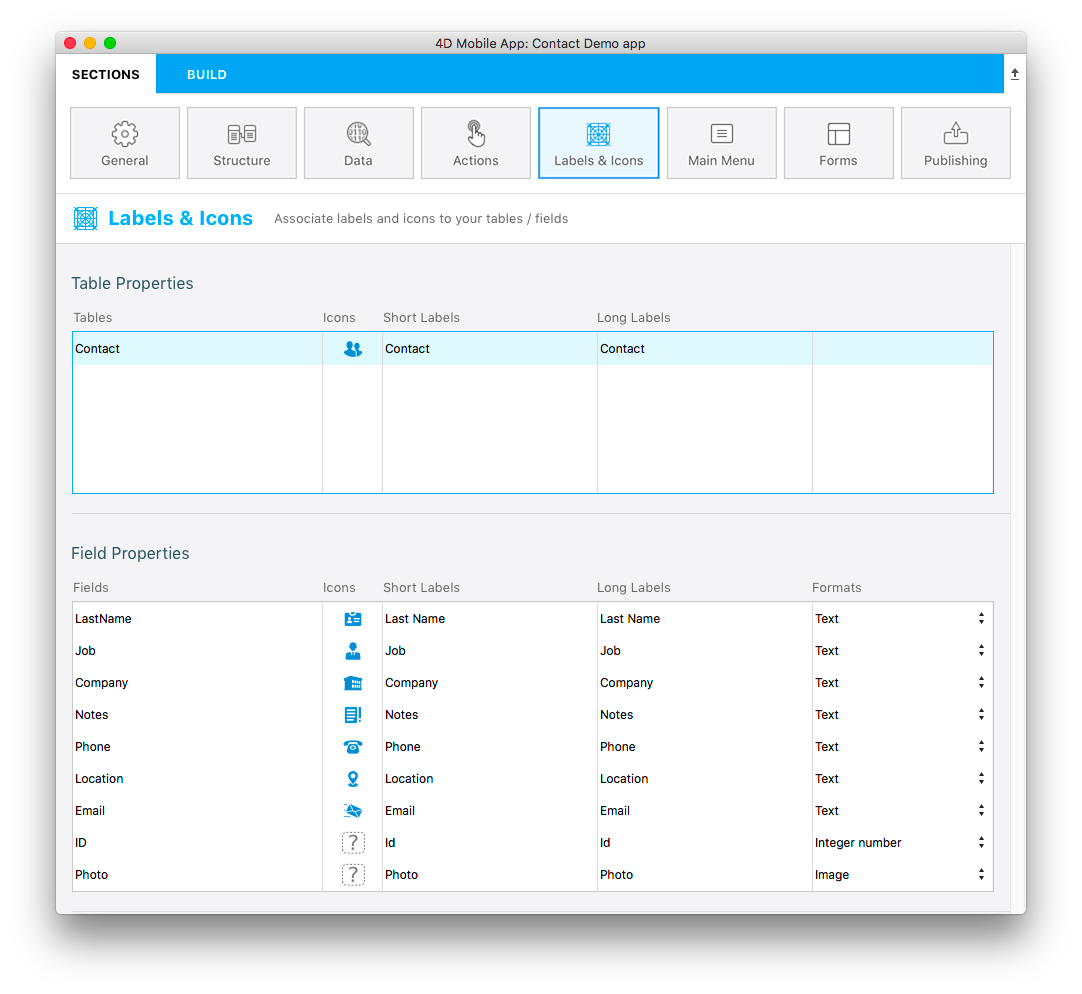 4D Mobile App: Contact Demo app
SECTIONS BUILD
General Structure Data Actions Labels & Icons Main Menu Forms Publishing
Labels & Icons Associate labels and icons to your tables / fields
Table Properties
Tables Icons Short Labels Long Labels
Contact Contact Contact
Field Properties
Fields Icons Short Labels Long Labels Formats
LastName Last Name Last Name Text
Job Job Job Text
Company Company Company Text
Notes Notes Notes Text
Phone Phone Phone Text
Location Location Location Text
Email Email Email Text
ID ? Id Id Integer number
Photo ? Photo Photo Image